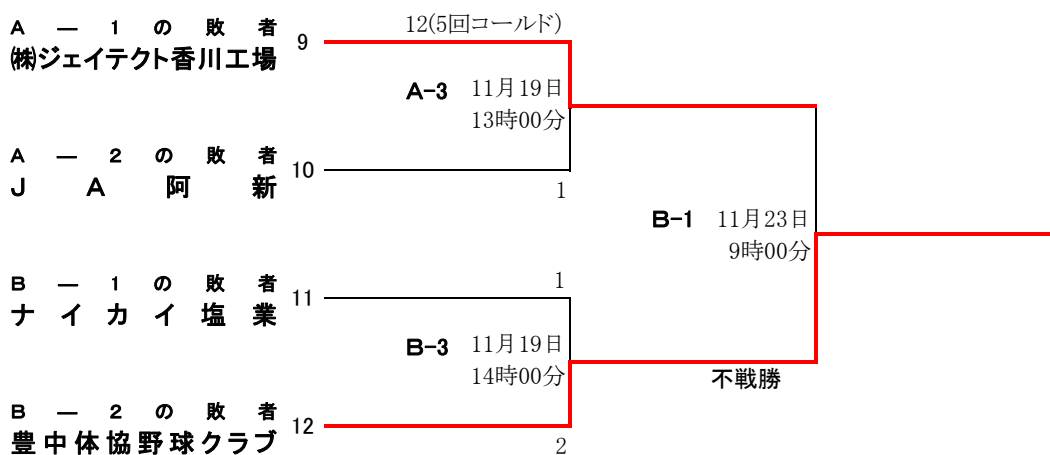 A ― 1 の 敗 者
㈱ジェイテクト香川工場
9
12(5回コールド)
A-3 11月19日
13時00分
A ― 2 の 敗 者
J A 阿 新
10
1
B-1 11月23日
9時00分
B ― 1 の 敗 者
ナ イ カ イ 塩 業
11
1
B-3 11月19日
14時00分
不戦勝
B ― 2 の 敗 者
豊中体協野球クラブ
12
2